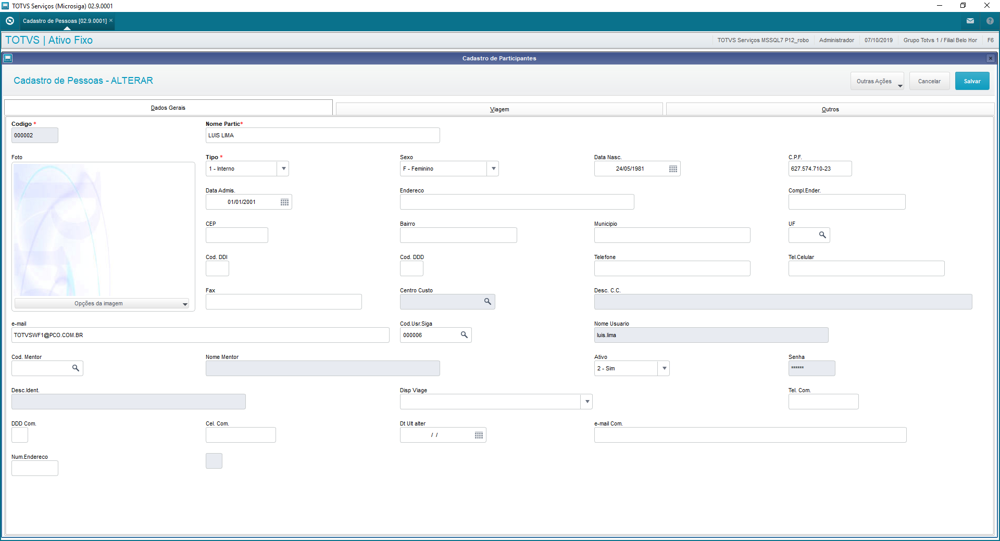 TOTVS Serviços (Microsiga) 02.9.0001
Cadastro de Pessoas [02.9.0001]
TOTVS | Ativo Fixo
TOTVS Serviços MSSQL7 P12_robo
Administrador
07/10/2019
Grupo Totvs 1 / Filial Belo Hor
F6
Cadastro de Participantes
Cadastro de Pessoas - ALTERAR
Outras Ações
Cancelar
Salvar
Dados Gerais
Viagem
Outros
Codigo *
Nome Partic*
000002
LUIS LIMA
Foto
Tipo *
Sexo
Data Nasc.
C.P.F.
1 - Interno
F - Feminino
24/05/1981
627.574.710-23
Data Admis.
Endereco
Compl.Ender.
01/01/2001
CEP
Bairro
Municipio
UF
Cod. DDI
Cod. DDD
Telefone
Tel.Celular
Fax
Centro Custo
Desc. C.C.
Opções da imagem
e-mail
Cod.Usr.Siga
Nome Usuario
TOTVSWF1@PCO.COM.BR
000006
luis.lima
Cod. Mentor
Nome Mentor
Ativo
Senha
2 - Sim
******
Desc.Ident.
Disp Viage
Tel. Com.
DDD Com.
Cel. Com.
Dt Ult alter
e-mail Com.
/ /
Num.Endereco